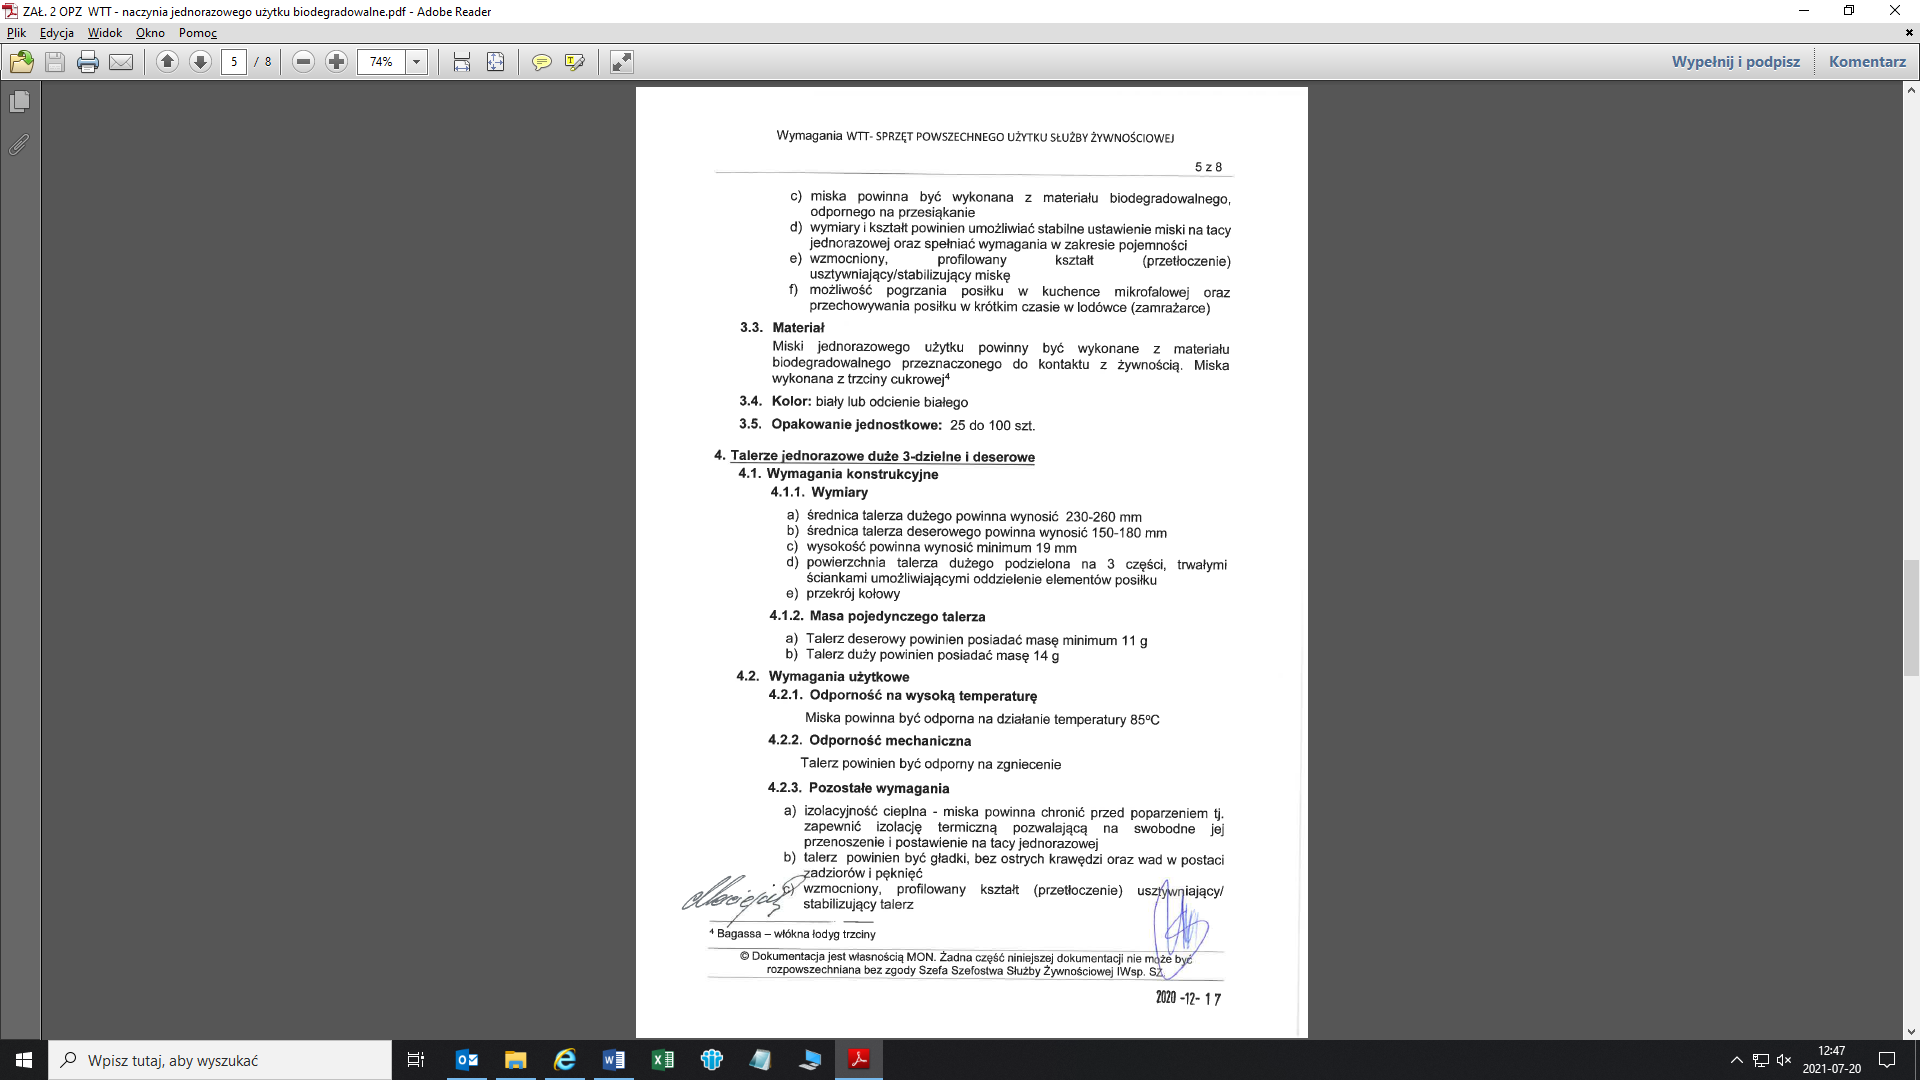 ZAŁ. 2 OPZ WTT - naczynia jednorazowego użytku biodegradowalne.pdf - Adobe Reader
Plik Edycja Widok Okno Pomoc
5 / 8 74% Wypełnij i podpisz Komentarz
Wymagania WTT- SPRZĘT POWSZECHNEGO UŻYTKU SŁUŻBY ŻYWNOŚCIOWEJ
5 z 8
c) miska powinna być wykonana z materiału biodegradowalnego,
odpornego na przesiąkanie
d) wymiary i kształt powinien umożliwiać stabilne ustawienie miski na tacy
jednorazowej oraz spełniać wymagania w zakresie pojemności
e) wzmocniony, profilowany kształt (przetłoczenie)
usztywniający/stabilizujący miskę
f) możliwość pogrzania posiłku w kuchence mikrofalowej oraz
przechowywania posiłku w krótkim czasie w lodówce (zamrażarce)
3.3. Materiał
Miski jednorazowego użytku powinny być wykonane z materiału
biodegradowalnego przeznaczonego do kontaktu z żywnością. Miska
wykonana z trzciny cukrowej⁴
3.4. Kolor: biały lub odcienie białego
3.5. Opakowanie jednostkowe: 25 do 100 szt.
4. Talerze jednorazowe duże 3-dzielne i deserowe
4.1. Wymagania konstrukcyjne
4.1.1. Wymiary
a) średnica talerza dużego powinna wynosić 230-260 mm
b) średnica talerza deserowego powinna wynosić 150-180 mm
c) wysokość powinna wynosić minimum 19 mm
d) powierzchnia talerza dużego podzielona na 3 części, trwałymi
ściankami umożliwiającymi oddzielenie elementów posiłku
e) przekrój kołowy
4.1.2. Masa pojedynczego talerza
a) Talerz deserowy powinien posiadać masę minimum 11 g
b) Talerz duży powinien posiadać masę 14 g
4.2. Wymagania użytkowe
4.2.1. Odporność na wysoką temperaturę
Miska powinna być odporna na działanie temperatury 85ºC
4.2.2. Odporność mechaniczna
Talerz powinien być odporny na zgniecenie
4.2.3. Pozostałe wymagania
a) izolacyjność cieplna - miska powinna chronić przed poparzeniem tj.
zapewnić izolację termiczną pozwalającą na swobodne jej
przenoszenie i postawienie na tacy jednorazowej
b) talerz powinien być gładki, bez ostrych krawędzi oraz wad w postaci
zadziorów i pęknięć
c) wzmocniony, profilowany kształt (przetłoczenie) usztywniający/
stabilizujący talerz
⁴ Bagassa – włókna łodyg trzciny
© Dokumentacja jest własnością MON. Żadna część niniejszej dokumentacji nie może być
rozpowszechniana bez zgody Szefa Szefostwa Służby Żywnościowej IWsp. SZ.
2020 -12- 17
Wpisz tutaj, aby wyszukać
12:47
2021-07-20